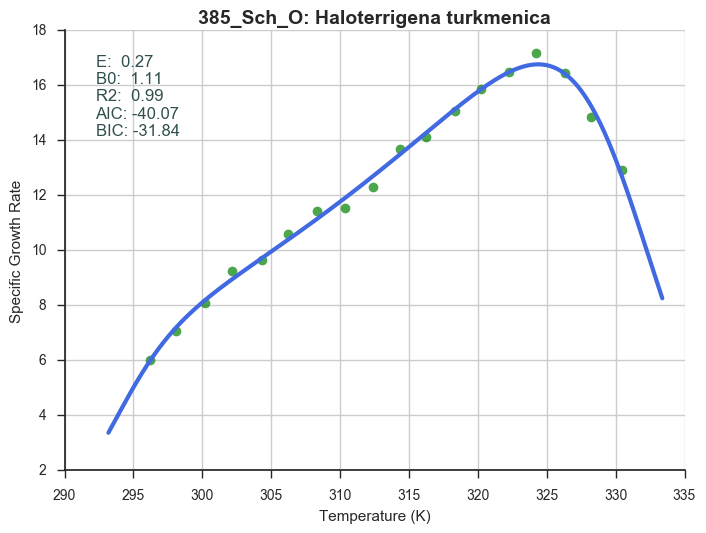 385_Sch_O: Haloterrigena turkmenica
E:  0.27
B0:  1.11
R2:  0.99
AIC: -40.07
BIC: -31.84
18
16
14
12
10
8
6
4
2
Specific Growth Rate
290 295 300 305 310 315 320 325 330 335
Temperature (K)